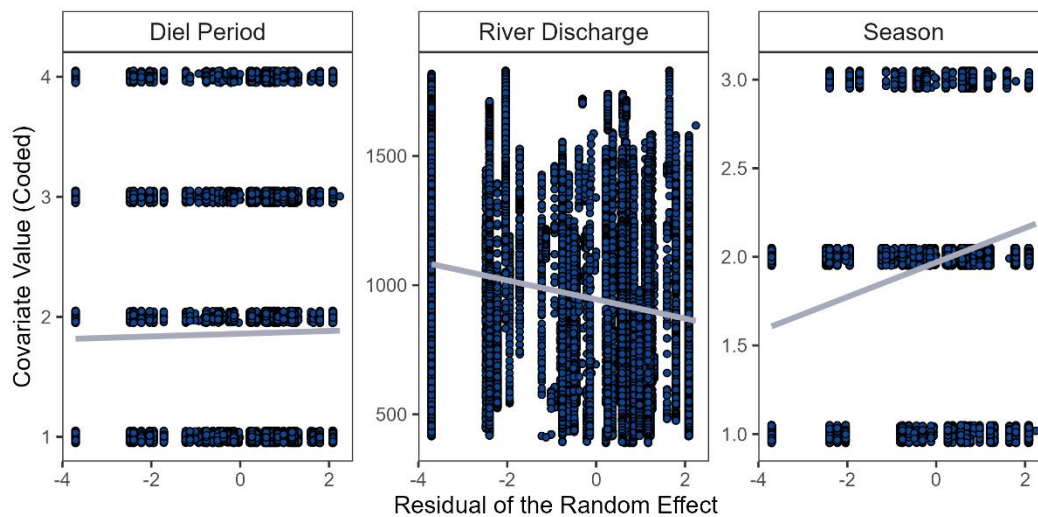 Diel Period
River Discharge
Season
Covariate Value (Coded)
4
3
2
1
1500
1000
500
3.0
2.5
2.0
1.5
1.0
-4 -2 0 2
-4 -2 0 2
-4 -2 0 2
Residual of the Random Effect